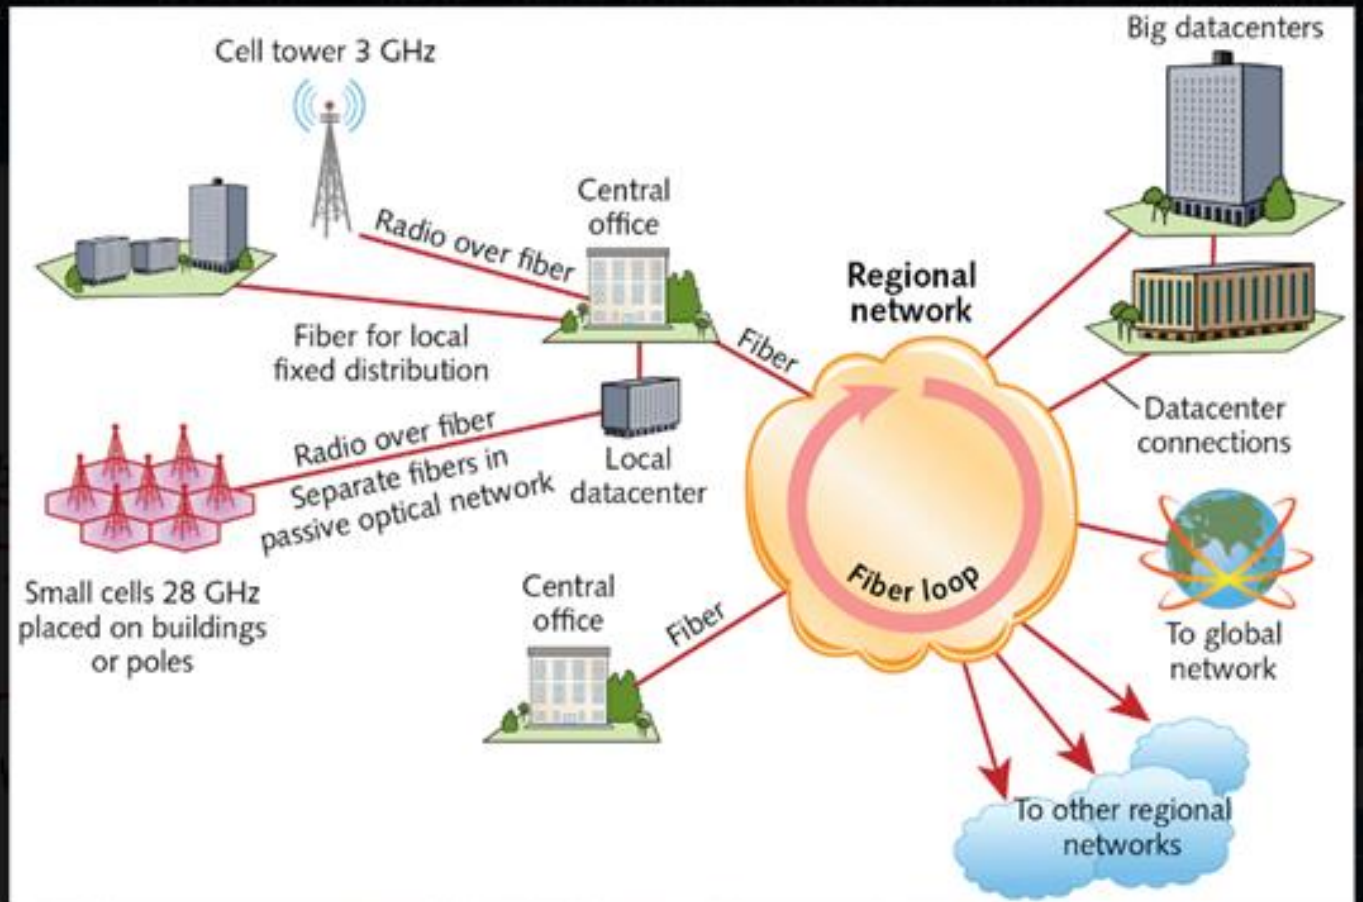 Cell tower 3 GHz
Big datacenters
Central
office
Radio over fiber
Regional
network
Fiber for local
fixed distribution
Fiber
Datacenter
connections
Radio over fiber
Separate fibers in
passive optical network
Local
datacenter
Small cells 28 GHz
placed on buildings
or poles
Central
office
Fiber
Fiber loop
To global
network
To other regional
networks